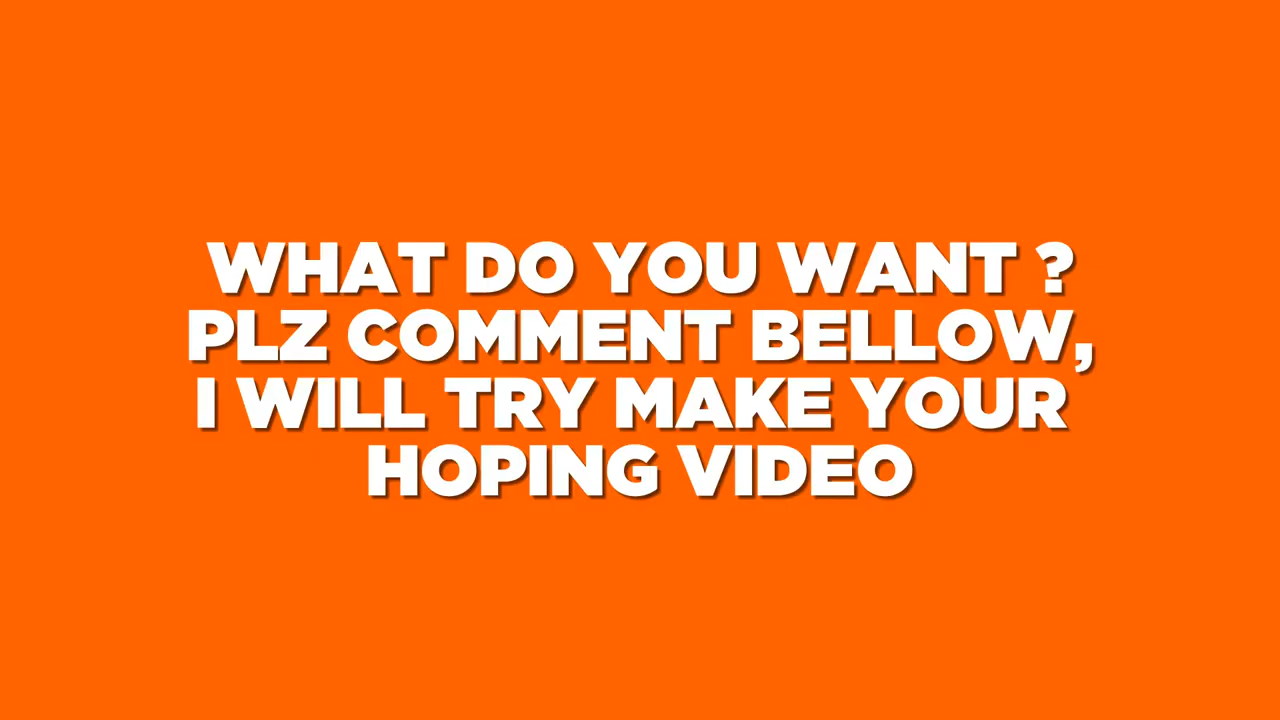 WHAT DO YOU WANT ?
PLZ COMMENT BELLOW,
I WILL TRY MAKE YOUR
HOPING VIDEO